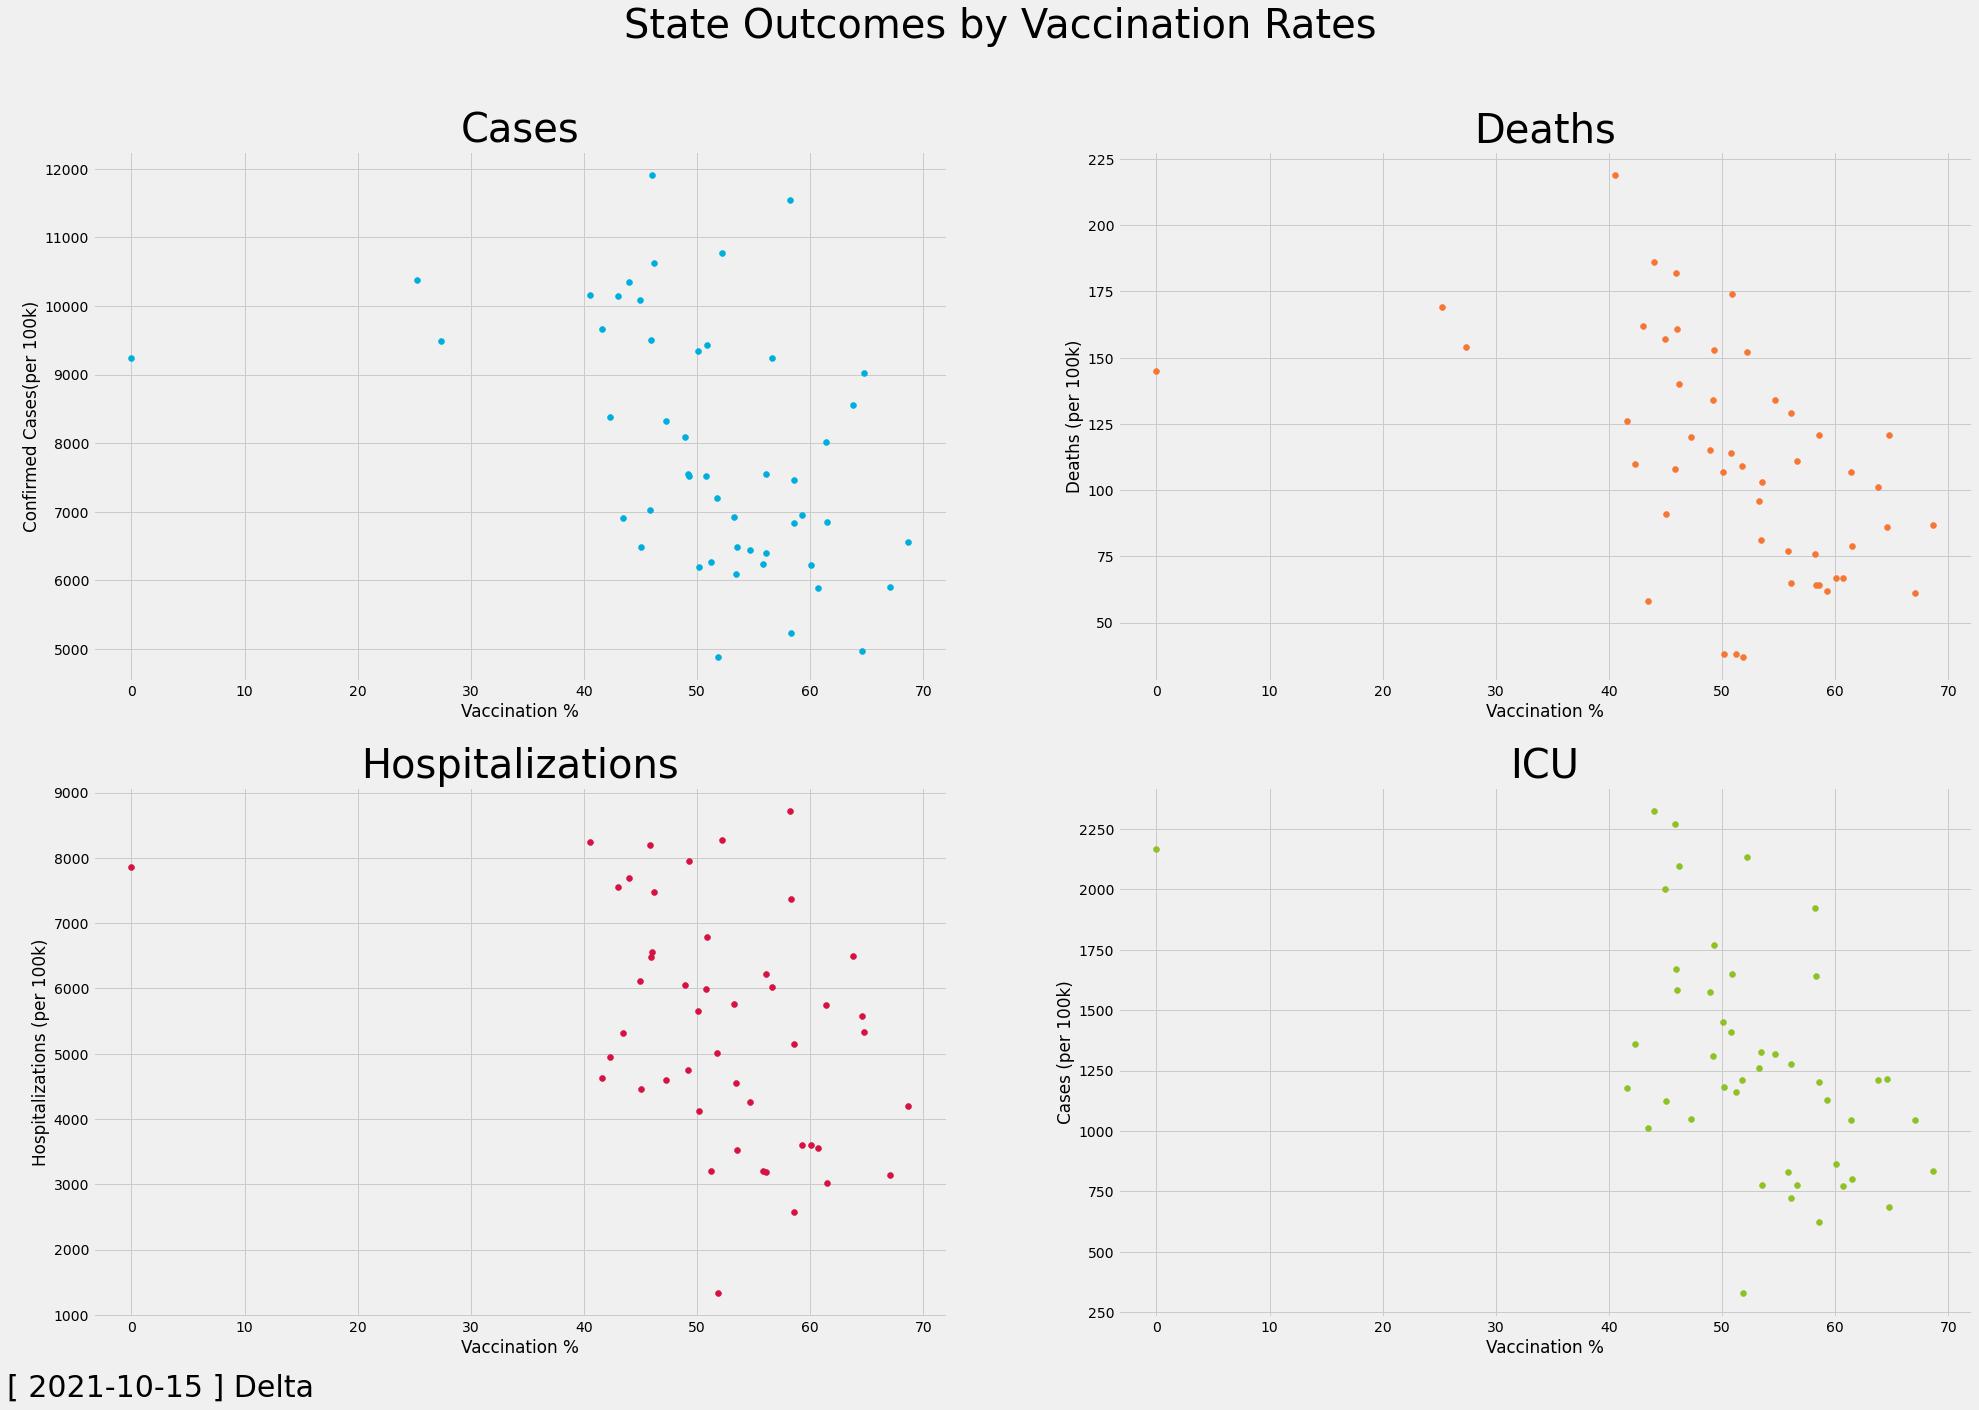 State Outcomes by Vaccination Rates
Cases
12000
11000
10000
9000
8000
7000
6000
5000
Confirmed Cases(per 100k)
0 10 20 30 40 50 60 70
Vaccination %
Deaths
225
200
175
150
125
100
75
50
Deaths (per 100k)
0 10 20 30 40 50 60 70
Vaccination %
Hospitalizations
9000
8000
7000
6000
5000
4000
3000
2000
1000
Hospitalizations (per 100k)
0 10 20 30 40 50 60 70
Vaccination %
ICU
2250
2000
1750
1500
1250
1000
750
500
250
Cases (per 100k)
0 10 20 30 40 50 60 70
Vaccination %
[ 2021-10-15 ] Delta